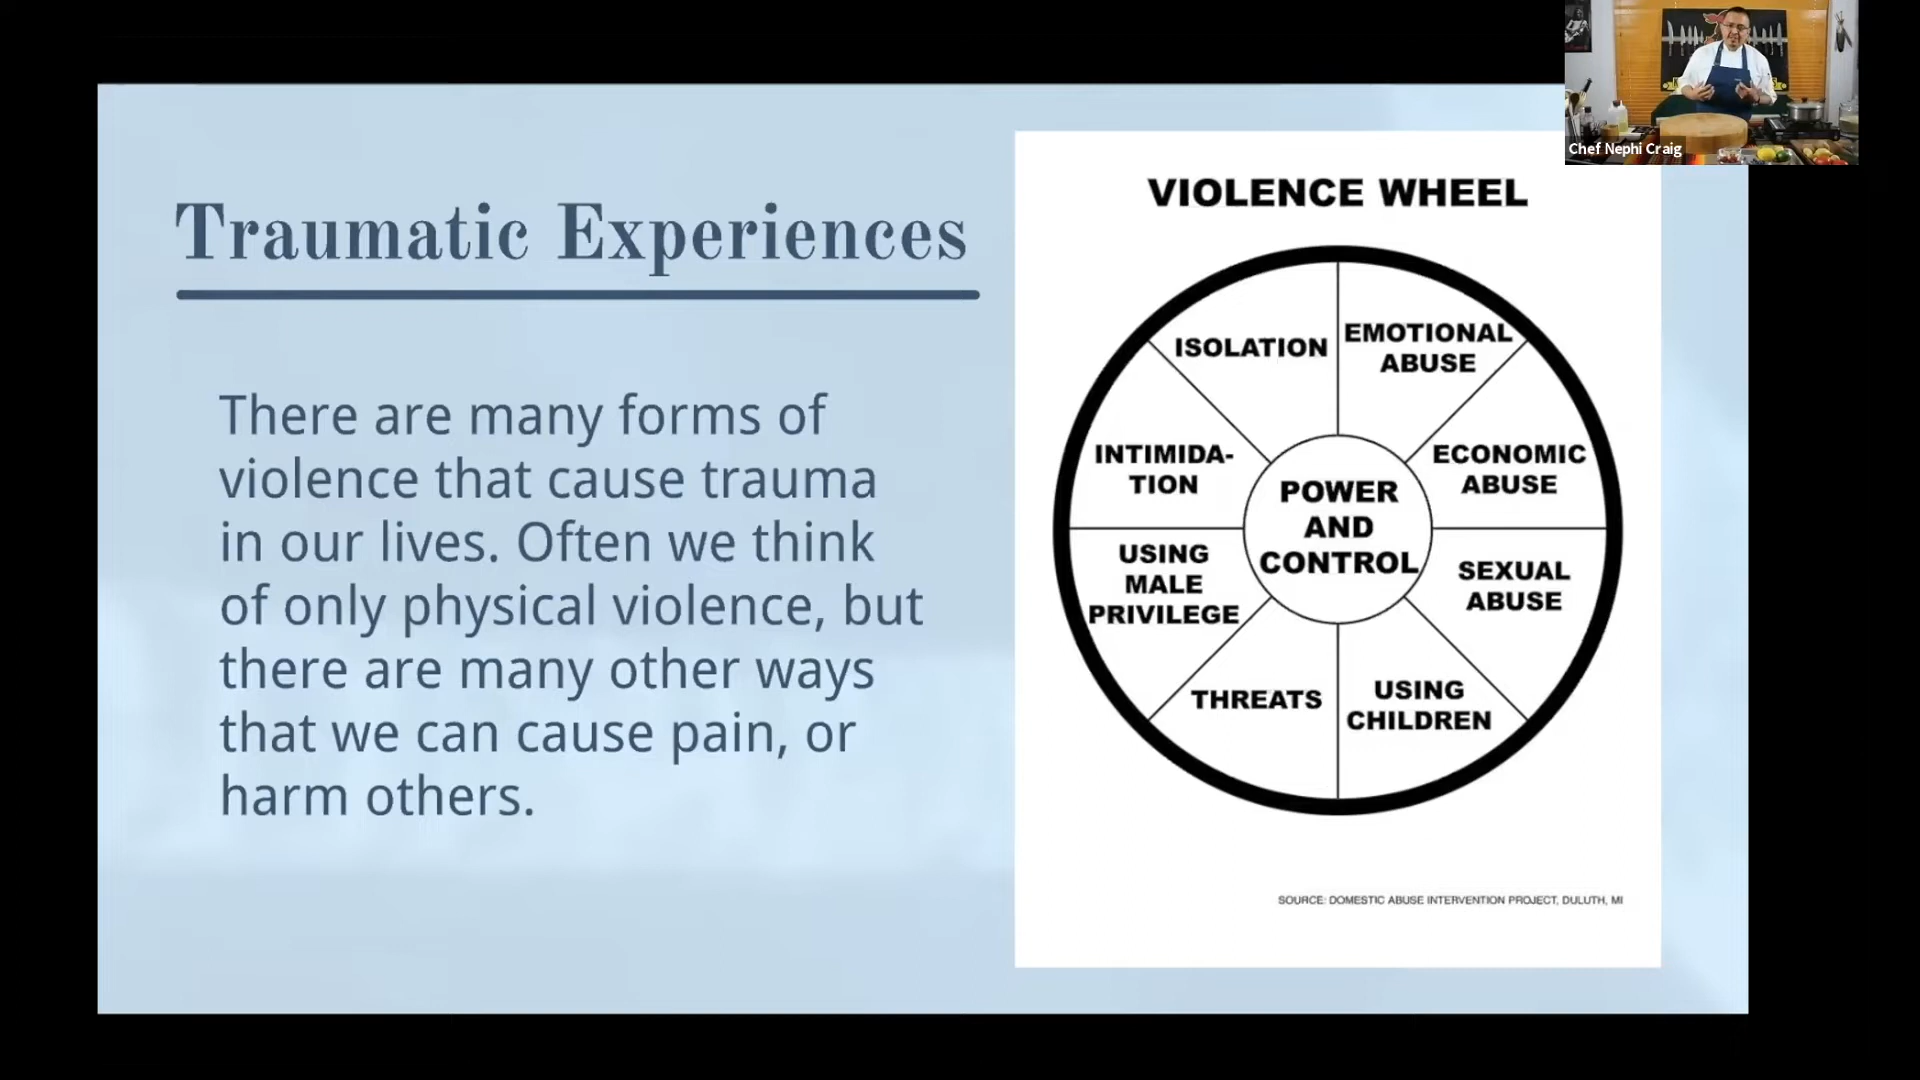 Chef Nephi Craig
Traumatic Experiences
There are many forms of
violence that cause trauma
in our lives. Often we think
of only physical violence, but
there are many other ways
that we can cause pain, or
harm others.
VIOLENCE WHEEL
ISOLATION
EMOTIONAL
ABUSE
INTIMIDA-
TION
ECONOMIC
ABUSE
POWER
AND
CONTROL
USING
MALE
PRIVILEGE
SEXUAL
ABUSE
THREATS
USING
CHILDREN
SOURCE: DOMESTIC ABUSE INTERVENTION PROJECT, DULUTH, MI